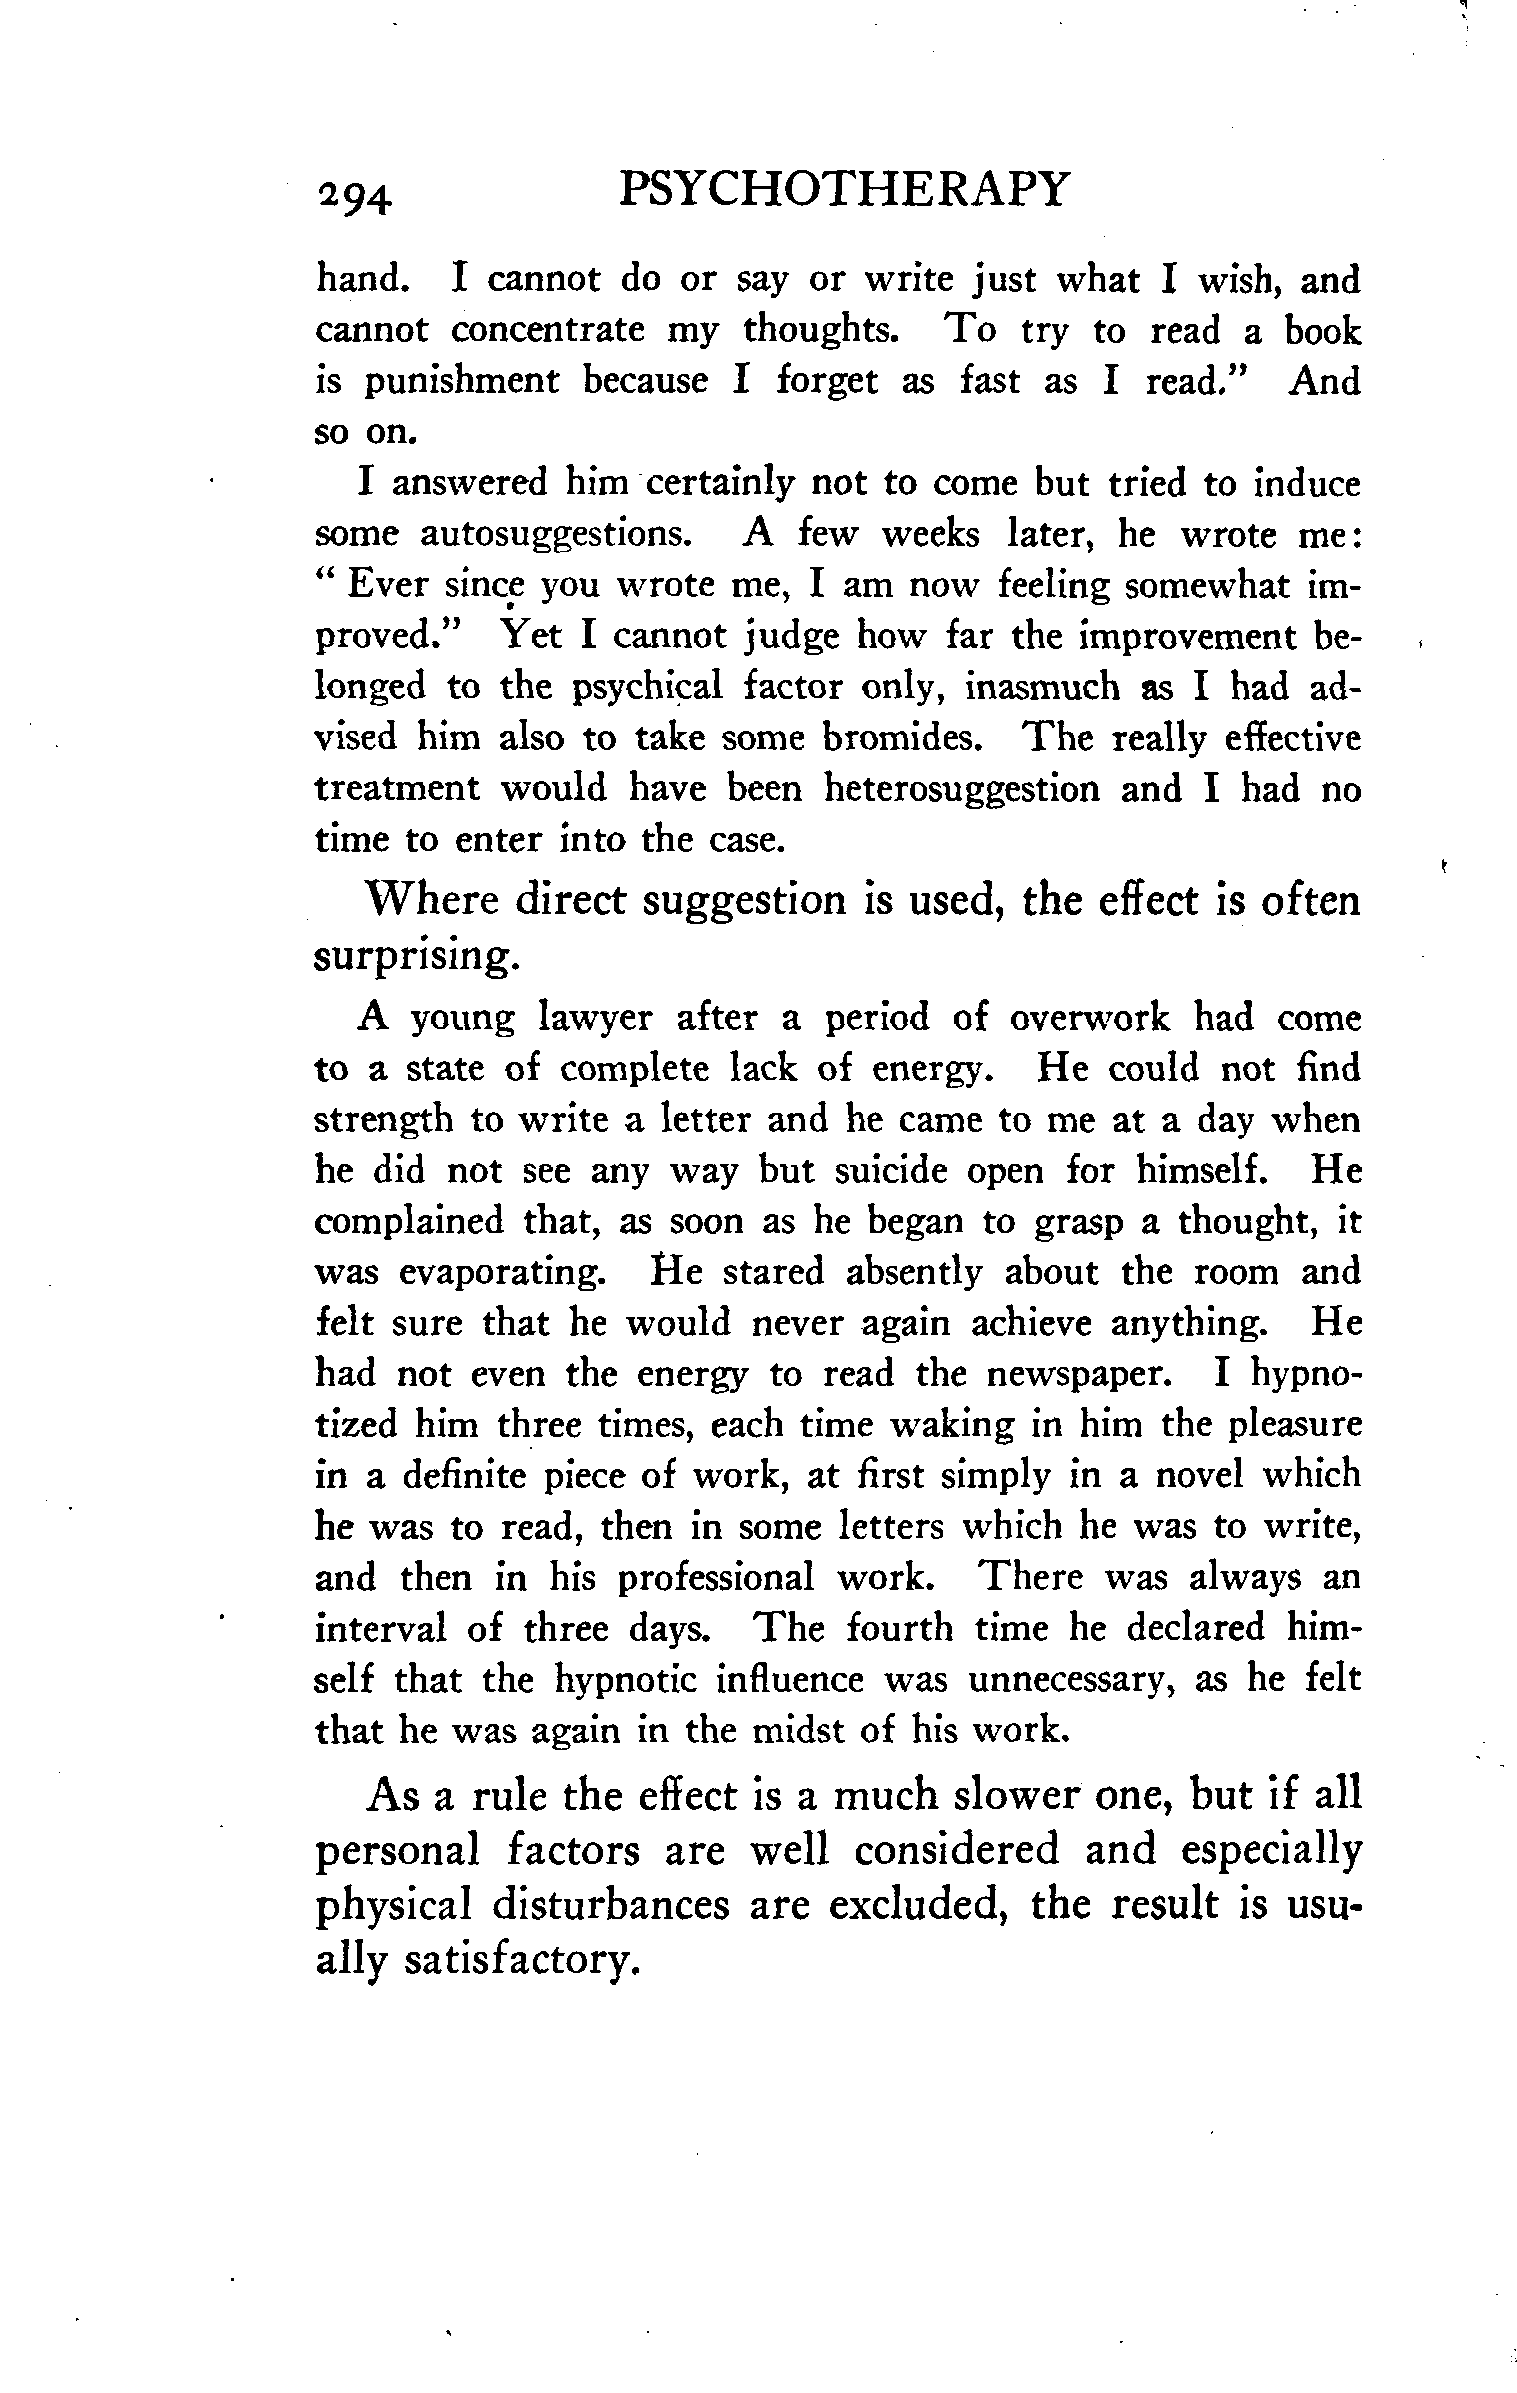 294 PSYCHOTHERAPY
hand. I cannot do or say or write just what I wish, and
cannot concentrate my thoughts. To try to read a book
is punishment because I forget as fast as I read.” And
so on.
I answered him certainly not to come but tried to induce
some autosuggestions. A few weeks later, he wrote me:
“ Ever since you wrote me, I am now feeling somewhat im-
proved.” Yet I cannot judge how far the improvement be-
longed to the psychical factor only, inasmuch as I had ad-
vised him also to take some bromides. The really effective
treatment would have been heterosuggestion and I had no
time to enter into the case.
Where direct suggestion is used, the effect is often
surprising.
A young lawyer after a period of overwork had come
to a state of complete lack of energy. He could not find
strength to write a letter and he came to me at a day when
he did not see any way but suicide open for himself. He
complained that, as soon as he began to grasp a thought, it
was evaporating. He stared absently about the room and
felt sure that he would never again achieve anything. He
had not even the energy to read the newspaper. I hypno-
tized him three times, each time waking in him the pleasure
in a definite piece of work, at first simply in a novel which
he was to read, then in some letters which he was to write,
and then in his professional work. There was always an
interval of three days. The fourth time he declared him-
self that the hypnotic influence was unnecessary, as he felt
that he was again in the midst of his work.
As a rule the effect is a much slower one, but if all
personal factors are well considered and especially
physical disturbances are excluded, the result is usu-
ally satisfactory.